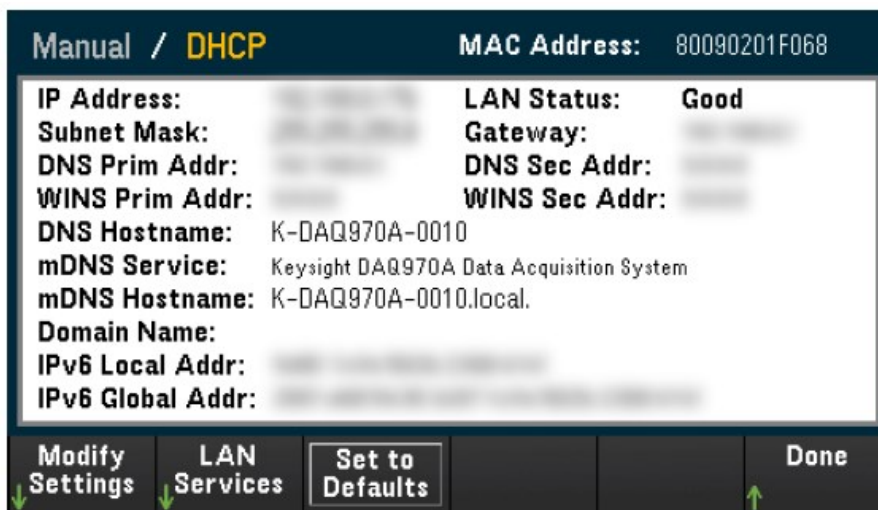 Manual / DHCP MAC Address: 80090201F068
IP Address: LAN Status: Good
Subnet Mask: Gateway:
DNS Prim Addr: DNS Sec Addr:
WINS Prim Addr: WINS Sec Addr:
DNS Hostname: K-DAQ970A-0010
mDNS Service: Keysight DAQ970A Data Acquisition System
mDNS Hostname: K-DAQ970A-0010.local.
Domain Name:
IPv6 Local Addr:
IPv6 Global Addr:
Modify Settings
LAN Services
Set to Defaults
Done